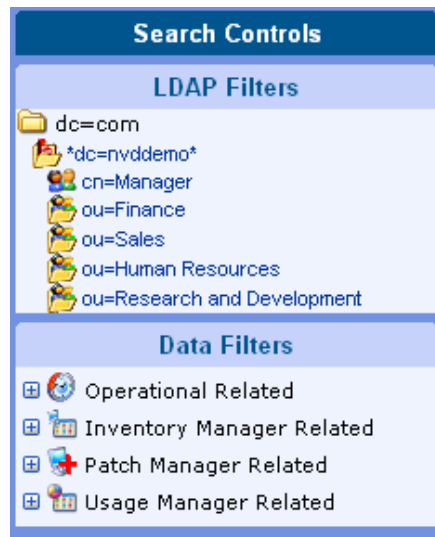 Search Controls
LDAP Filters
dc=com
*dc=nvddemo*
cn=Manager
ou=Finance
ou=Sales
ou=Human Resources
ou=Research and Development
Data Filters
Operational Related
Inventory Manager Related
Patch Manager Related
Usage Manager Related